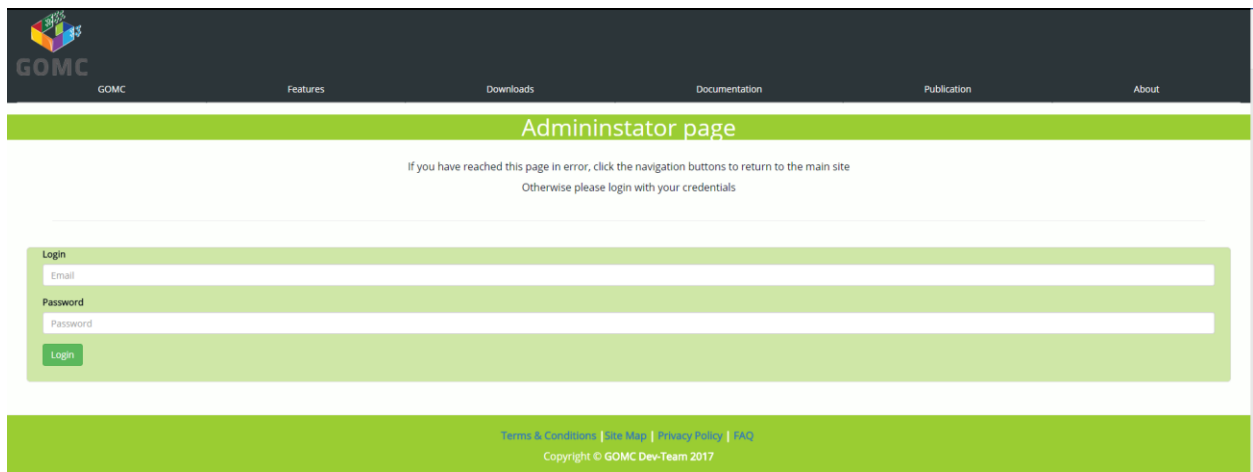 GOMC
GOMC Features Downloads Documentation Publication About
Admininstator page
If you have reached this page in error, click the navigation buttons to return to the main site
Otherwise please login with your credentials
Login
Email
Password
Password
Login
Terms & Conditions | Site Map | Privacy Policy | FAQ
Copyright © GOMC Dev-Team 2017